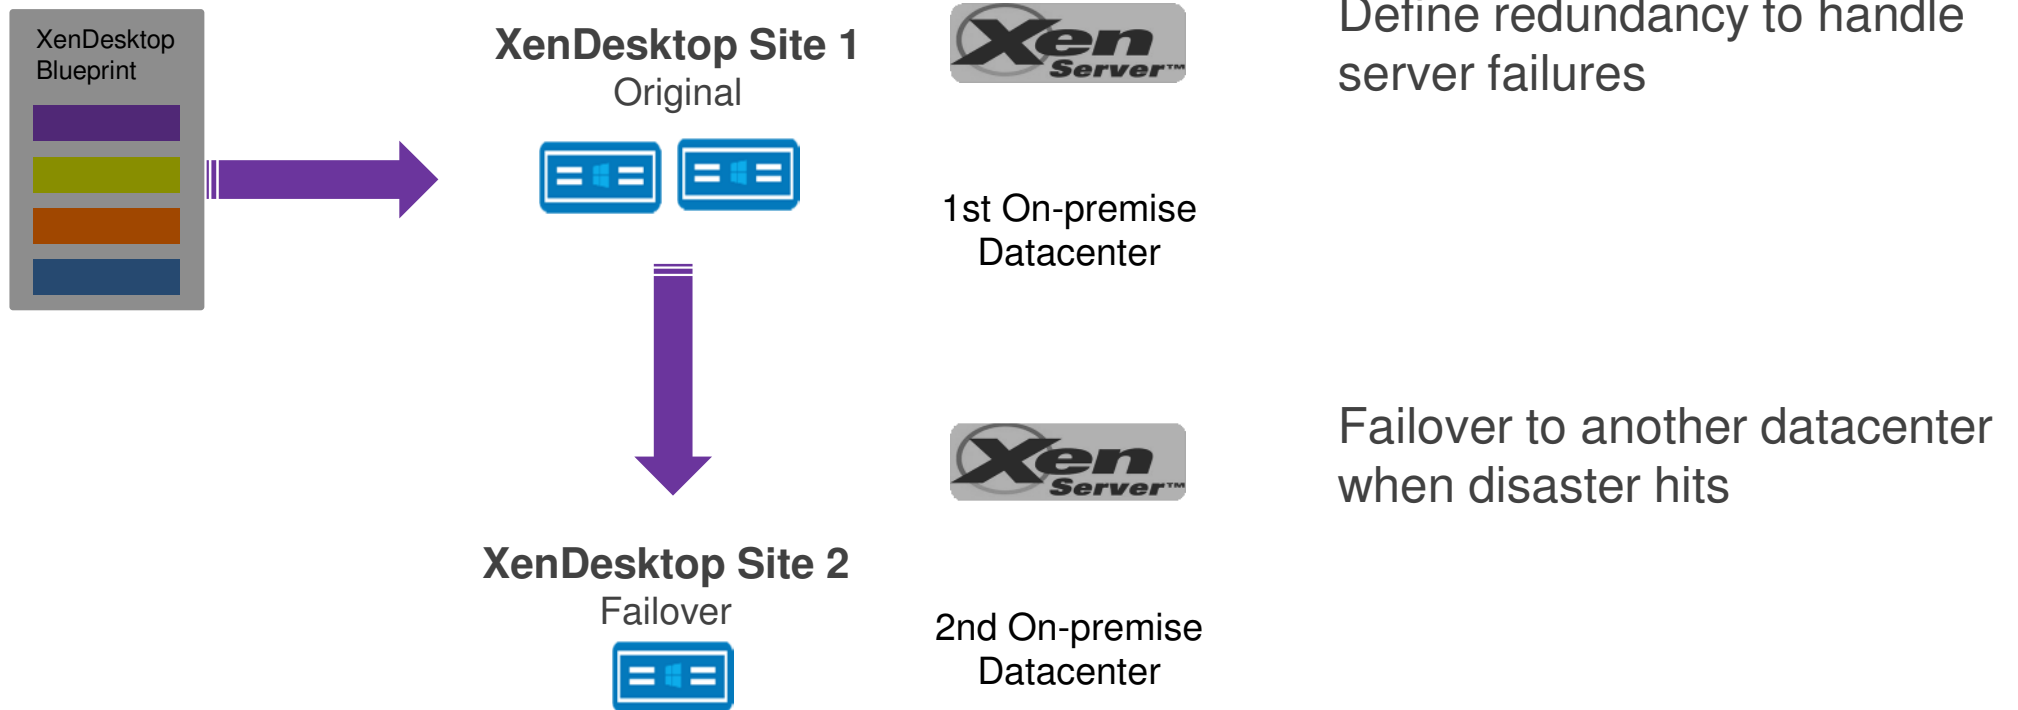 XenDesktop
Blueprint
XenDesktop Site 1
Original
Xen
Server™
Define redundancy to handle
server failures
1st On-premise
Datacenter
Xen
Server™
Failover to another datacenter
when disaster hits
XenDesktop Site 2
Failover
2nd On-premise
Datacenter